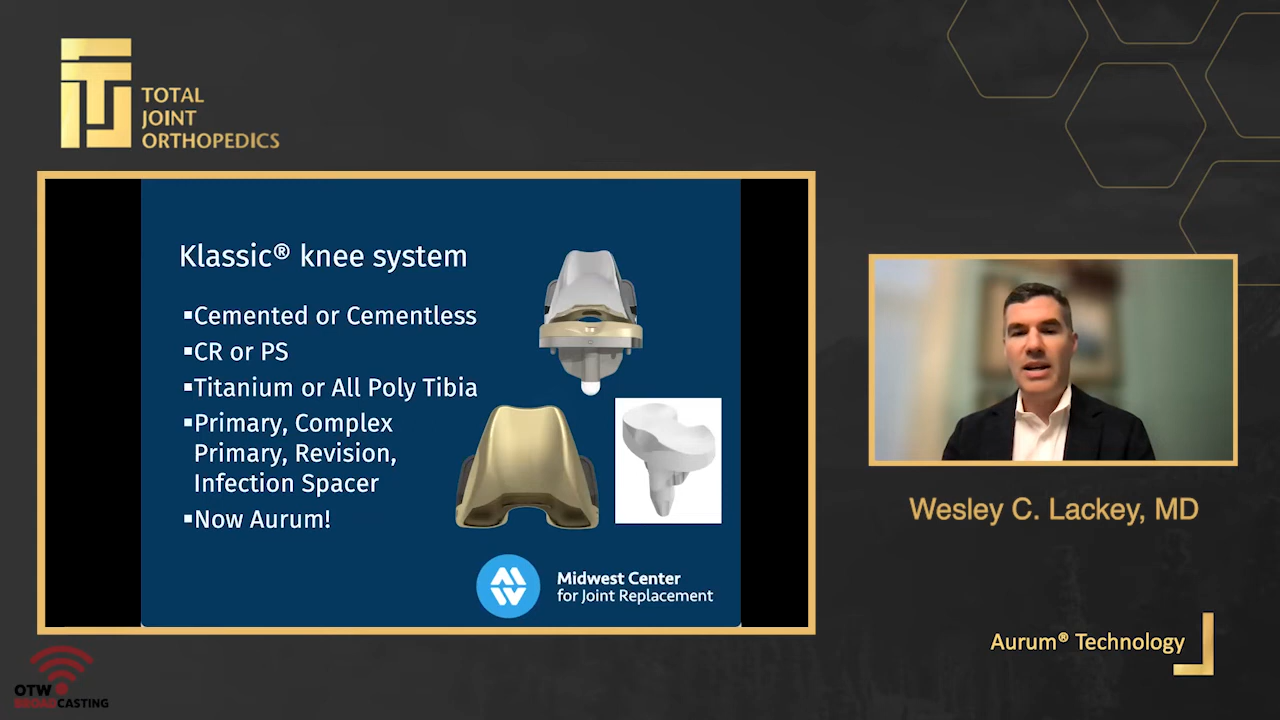 TOTAL
JOINT
ORTHOPEDICS
Klassic® knee system
▪Cemented or Cementless
▪CR or PS
▪Titanium or All Poly Tibia
▪Primary, Complex
Primary, Revision,
Infection Spacer
▪Now Aurum!
Midwest Center
for Joint Replacement
Wesley C. Lackey, MD
Aurum® Technology
OTW
BROADCASTING